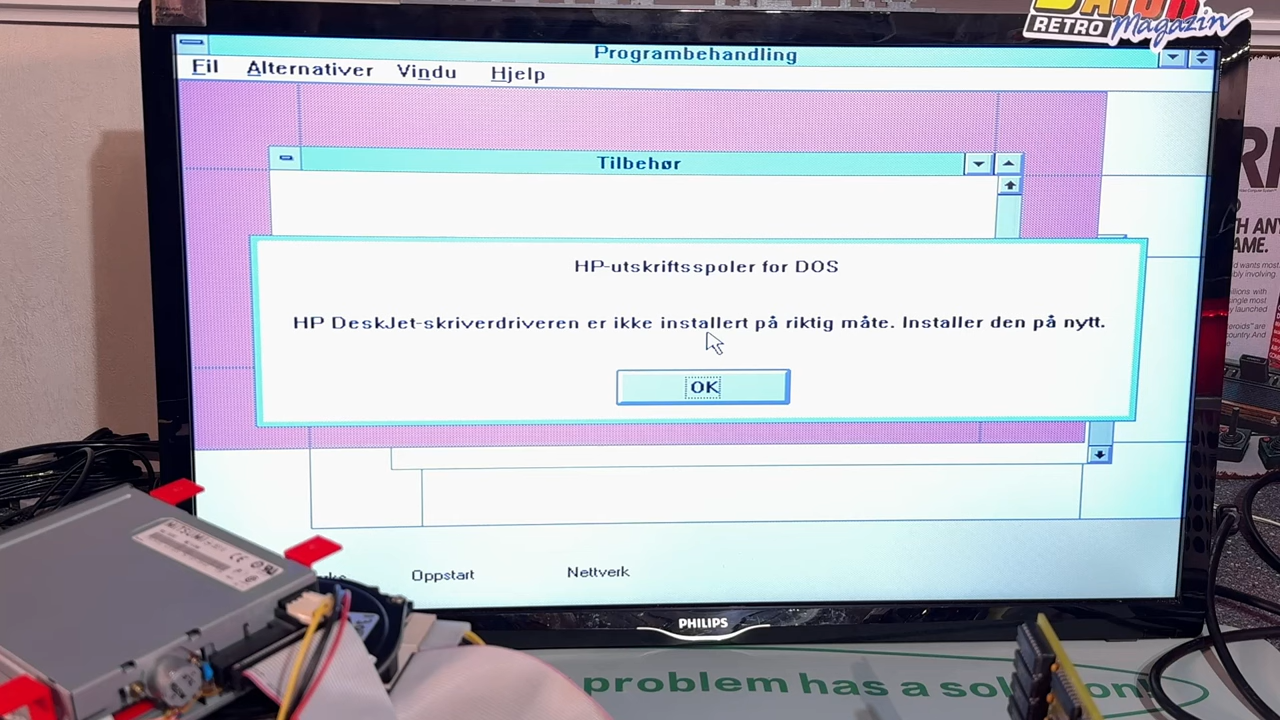 RETRO Magazin
Programbehandling
Fil Alternativer Vindu Hjelp
Tilbehør
HP-utskriftsspoler for DOS
HP DeskJet-skriverdriveren er ikke installert på riktig måte. Installer den på nytt.
OK
Oppstart Nettverk
PHILIPS
problem has a
MITSUMI